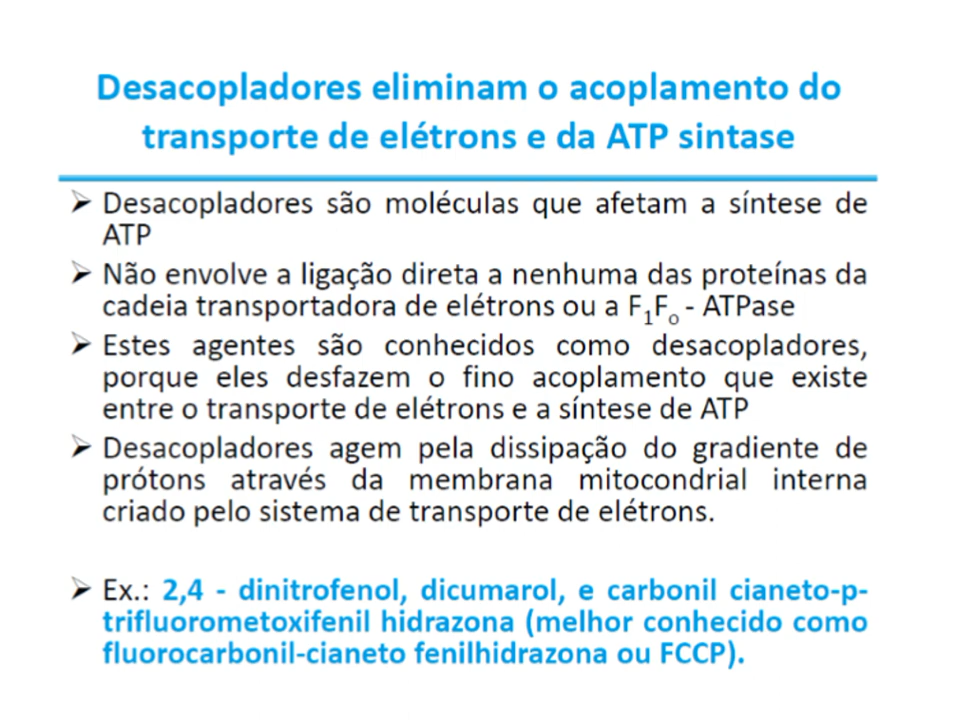 Desacopladores eliminam o acoplamento do
transporte de elétrons e da ATP sintase
➢ Desacopladores são moléculas que afetam a síntese de
ATP
➢ Não envolve a ligação direta a nenhuma das proteínas da
cadeia transportadora de elétrons ou a F₁Fₒ - ATPase
➢ Estes agentes são conhecidos como desacopladores,
porque eles desfazem o fino acoplamento que existe
entre o transporte de elétrons e a síntese de ATP
➢ Desacopladores agem pela dissipação do gradiente de
prótons através da membrana mitocondrial interna
criado pelo sistema de transporte de elétrons.
➢ Ex.: 2,4 - dinitrofenol, dicumarol, e carbonil cianeto-p-
trifluorometoxifenil hidrazona (melhor conhecido como
fluorocarbonil-cianeto fenilhidrazona ou FCCP).